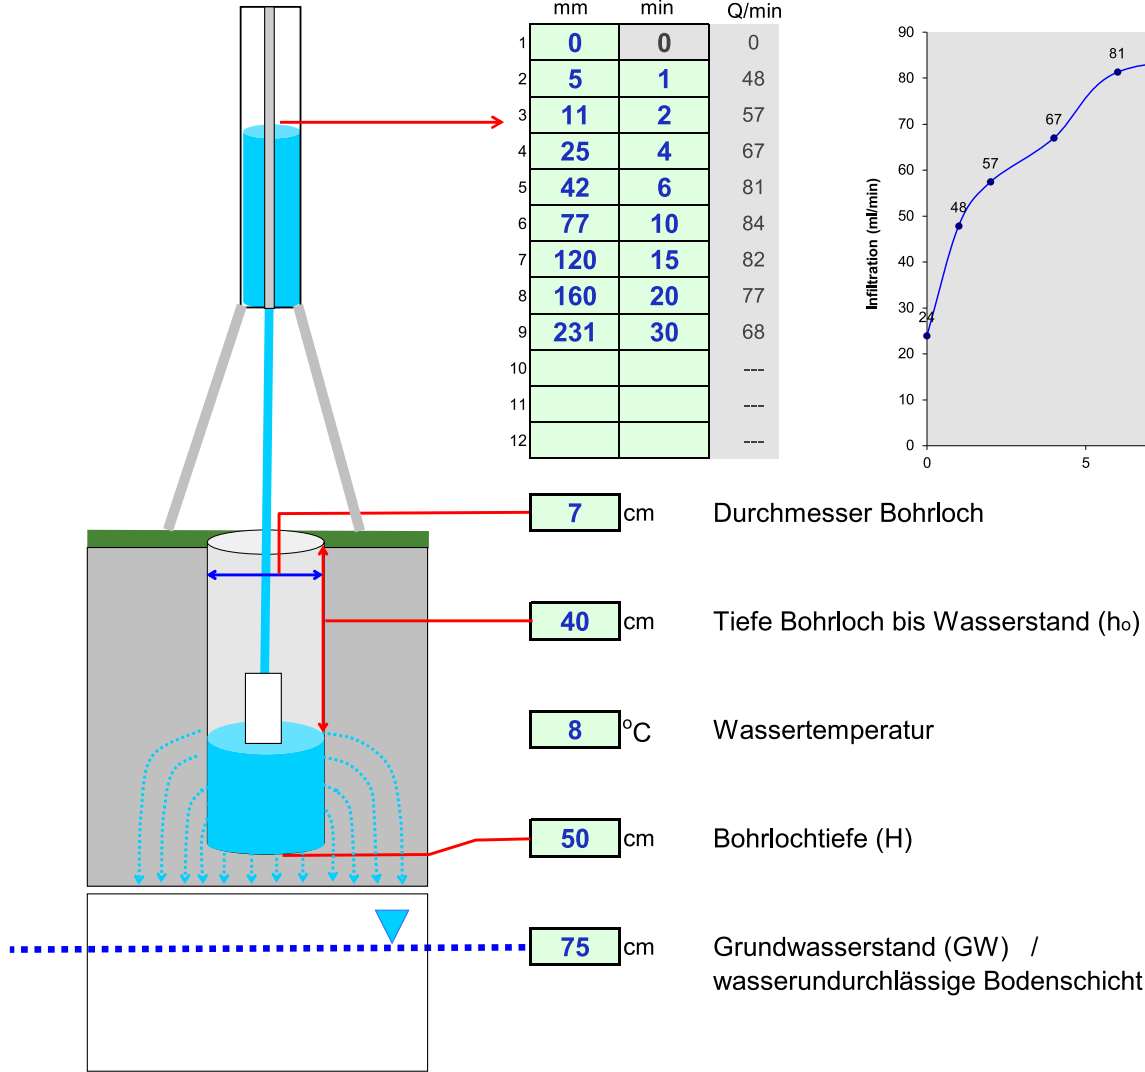 mm min Q/min
1 0 0 0
2 5 1 48
3 11 2 57
4 25 4 67
5 42 6 81
6 77 10 84
7 120 15 82
8 160 20 77
9 231 30 68
10 ---
11 ---
12 ---
90
80
70
60
50
40
30
20
10
0
0 5
Infiltration (ml/min)
24
48
57
67
81
7 cm Durchmesser Bohrloch
40 cm Tiefe Bohrloch bis Wasserstand (ho)
8 °C Wassertemperatur
50 cm Bohrlochtiefe (H)
75 cm Grundwasserstand (GW) /
wasserundurchlässige Bodenschicht